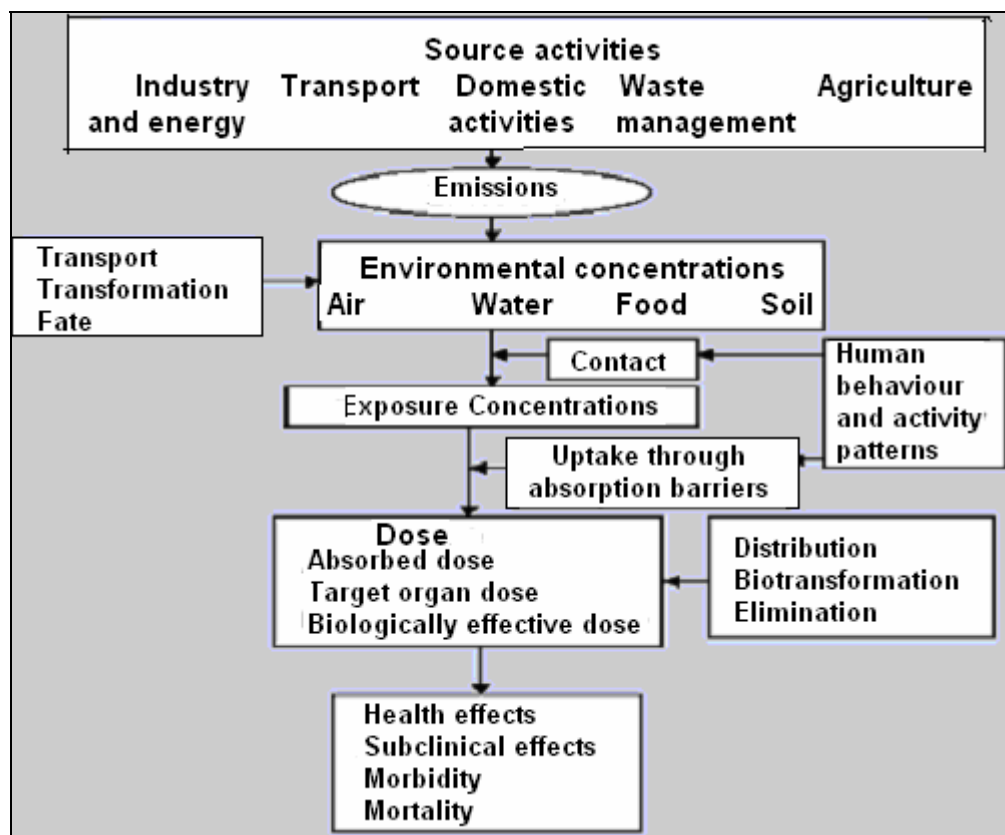 Source activities
Industry Transport Domestic Waste Agriculture
and energy activities management
Emissions
Transport
Transformation
Fate
Environmental concentrations
Air Water Food Soil
Contact
Human
behaviour
and activity
patterns
Exposure Concentrations
Uptake through
absorption barriers
Dose
Absorbed dose
Target organ dose
Biologically effective dose
Distribution
Biotransformation
Elimination
Health effects
Subclinical effects
Morbidity
Mortality